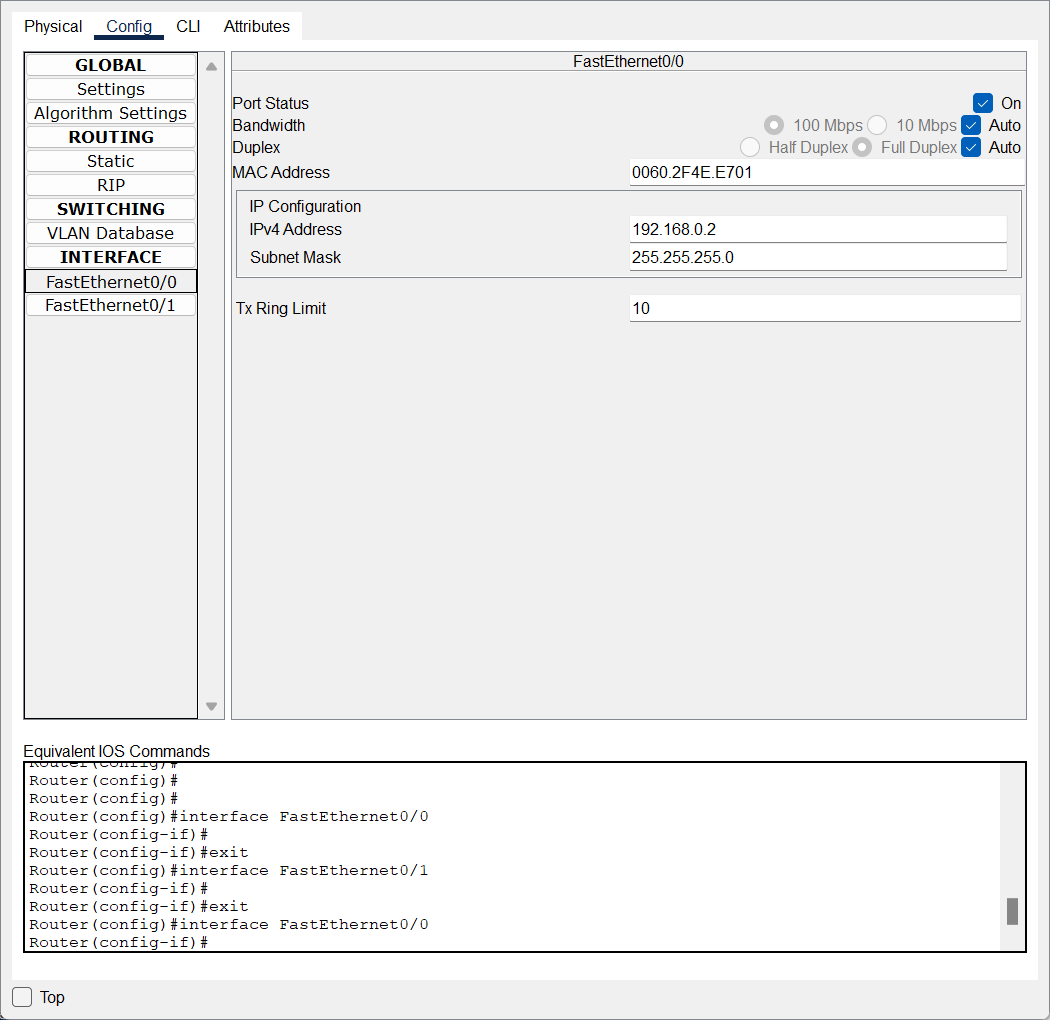 Physical Config CLI Attributes
GLOBAL
Settings
Algorithm Settings
ROUTING
Static
RIP
SWITCHING
VLAN Database
INTERFACE
FastEthernet0/0
FastEthernet0/1
FastEthernet0/0
Port Status On
Bandwidth 100 Mbps 10 Mbps Auto
Duplex Half Duplex Full Duplex Auto
MAC Address 0060.2F4E.E701
IP Configuration
IPv4 Address 192.168.0.2
Subnet Mask 255.255.255.0
Tx Ring Limit 10
Equivalent IOS Commands
Router(config)#
Router(config)#
Router(config)#
Router(config)#interface FastEthernet0/0
Router(config-if)#
Router(config-if)#exit
Router(config)#interface FastEthernet0/1
Router(config-if)#
Router(config-if)#exit
Router(config)#interface FastEthernet0/0
Router(config-if)#
Top